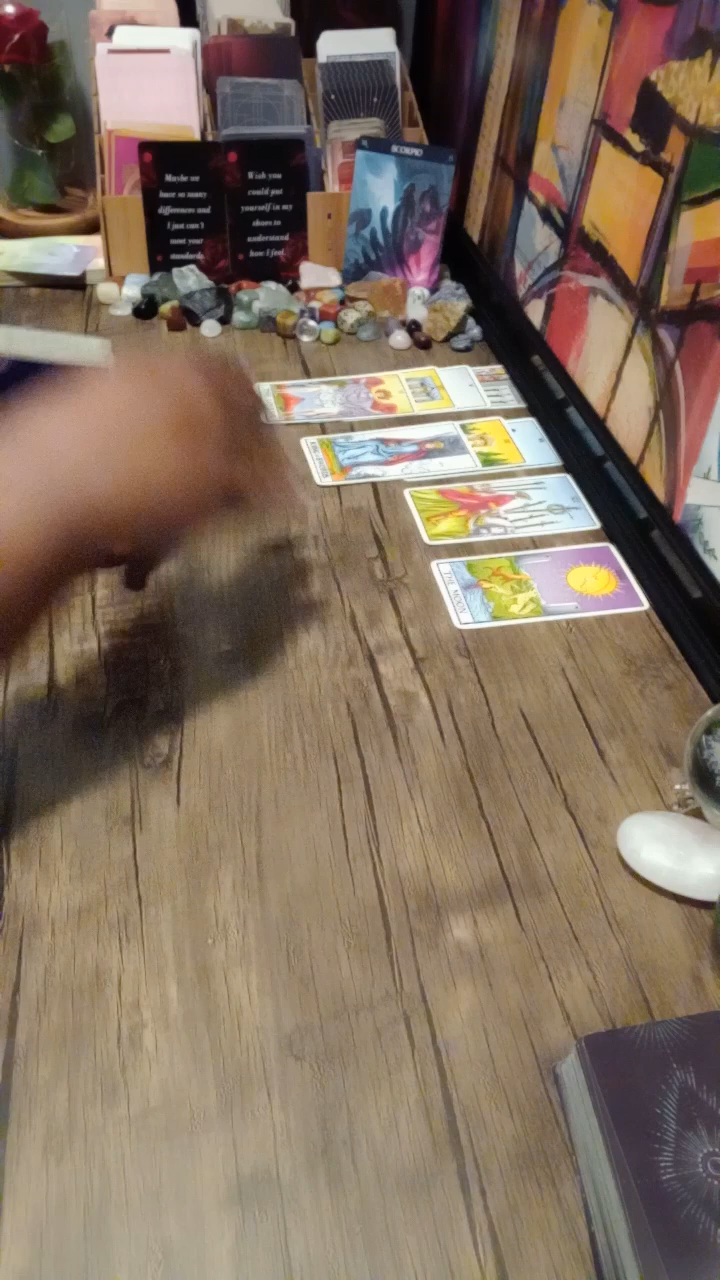 SCORPIO
Maybe we
have so many
differences and
I just can't
meet your
standards.
Wish you
could put
yourself in my
shoes to
understand
how I feel.
THE MOON